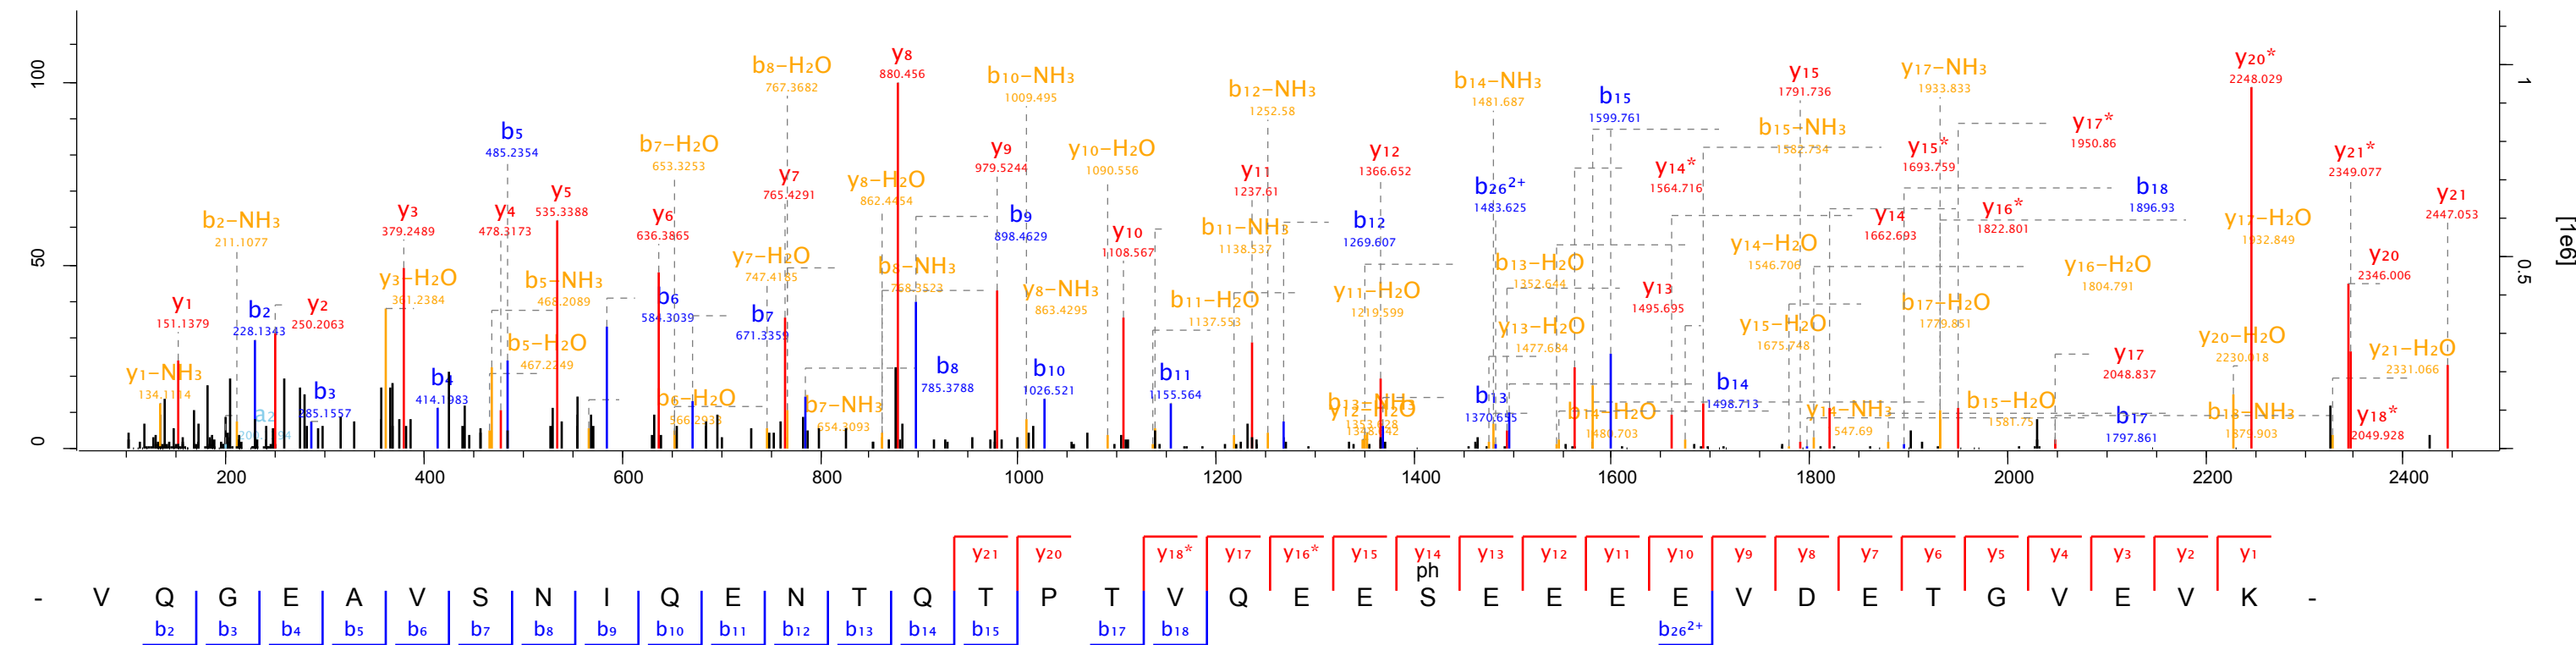 y8
880.456
y20*
2248.029
b8-H2O
767.3682
b10-NH3
1009.495
b12-NH3
1252.58
b14-NH3
1481.687
b15
1599.761
y15
1791.736
y17-NH3
1933.833
b5
485.2354
b7-H2O
653.3253
y9
979.5244
y10-H2O
1090.556
y12
1366.652
y14*
1564.716
b15-NH3
1582.734
y15*
1693.759
y17*
1950.86
y21*
2349.077
y5
535.3388
y7
765.4291
y8-H2O
862.4454
y11
1237.61
b26 2+
1483.625
b18
1896.93
y21
2447.053
b2-NH3
211.1077
y3
379.2489
y4
478.3173
y6
636.3865
b9
898.4629
y10
1108.567
b11-NH3
1138.537
b12
1269.607
y14
1662.693
y16*
1822.801
y17-H2O
1932.849
y3-H2O
361.2384
b5-NH3
468.2089
y7-H2O
747.4185
b8-NH3
768.3523
y8-NH3
863.4295
b11-H2O
1137.553
y11-H2O
1219.599
b13-H2O
1352.644
y13
1495.695
y14-H2O
1546.706
y16-H2O
1804.791
y20
2346.006
y1
151.1379
b2
228.1343
y2
250.2063
b6
584.3039
b7
671.3359
b5-H2O
467.2249
y13-H2O
1477.684
y15-H2O
1675.748
b17-H2O
1779.851
y20-H2O
2230.018
y21-H2O
2331.066
y1-NH3
134.1114
b3
285.1557
b4
414.1983
b6-H2O
566.2933
b7-NH3
654.3093
b8
785.3788
b10
1026.521
b11
1155.564
b13-NH3
y12-H2O
b13
1370.655
b14-H2O
1480.703
b14
1498.713
y14-NH3
b15-H2O
1581.75
y17
2048.837
b17
1797.861
b18-NH3
1879.903
y18*
2049.928
a2
0 50 100
0 0.5 1
[1e6]
200 400 600 800 1000 1200 1400 1600 1800 2000 2200 2400
y21 y20 y18* y17 y16* y15 y14 y13 y12 y11 y10 y9 y8 y7 y6 y5 y4 y3 y2 y1
ph
- V Q G E A V S N I Q E N T Q T P T V Q E E S E E E E V D E T G V E V K -
b2 b3 b4 b5 b6 b7 b8 b9 b10 b11 b12 b13 b14 b15 b17 b18 b26 2+